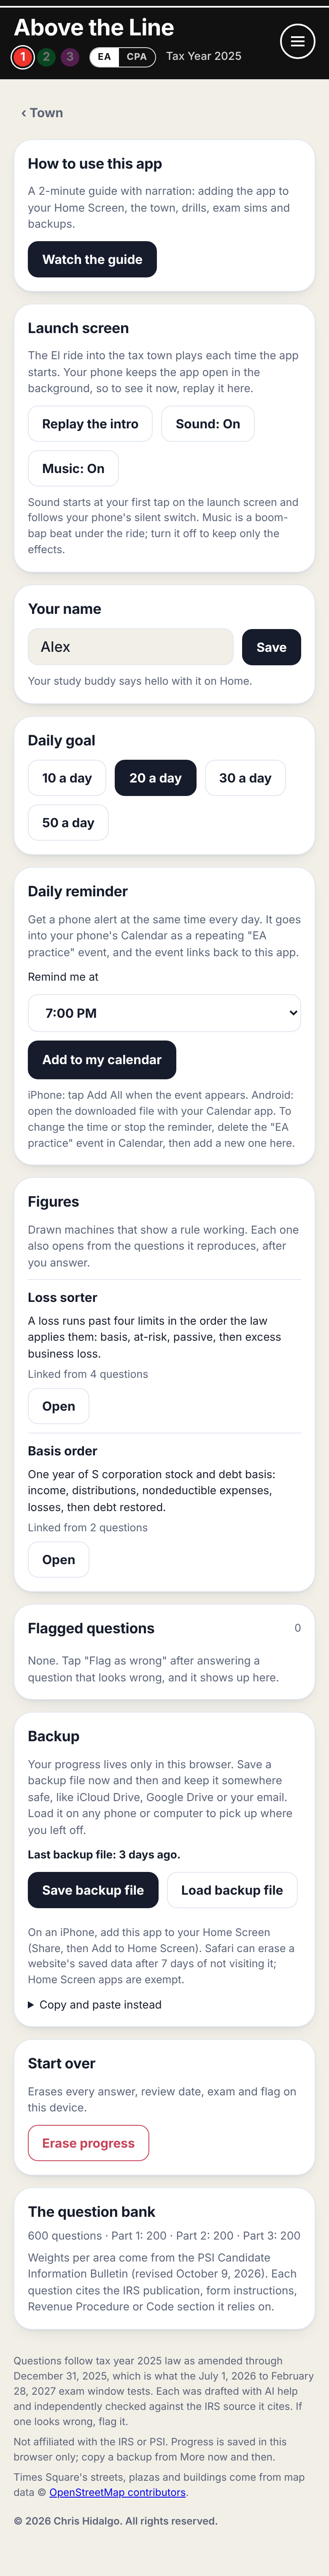 Above the Line
1 2 3 EA CPA Tax Year 2025
‹ Town
How to use this app
A 2-minute guide with narration: adding the app to
your Home Screen, the town, drills, exam sims and
backups.
Watch the guide
Launch screen
The El ride into the tax town plays each time the app
starts. Your phone keeps the app open in the
background, so to see it now, replay it here.
Replay the intro Sound: On
Music: On
Sound starts at your first tap on the launch screen and
follows your phone's silent switch. Music is a boom-
bap beat under the ride; turn it off to keep only the
effects.
Your name
Alex Save
Your study buddy says hello with it on Home.
Daily goal
10 a day 20 a day 30 a day
50 a day
Daily reminder
Get a phone alert at the same time every day. It goes
into your phone's Calendar as a repeating "EA
practice" event, and the event links back to this app.
Remind me at
7:00 PM
Add to my calendar
iPhone: tap Add All when the event appears. Android:
open the downloaded file with your Calendar app. To
change the time or stop the reminder, delete the "EA
practice" event in Calendar, then add a new one here.
Figures
Drawn machines that show a rule working. Each one
also opens from the questions it reproduces, after
you answer.
Loss sorter
A loss runs past four limits in the order the law
applies them: basis, at-risk, passive, then excess
business loss.
Linked from 4 questions
Open
Basis order
One year of S corporation stock and debt basis:
income, distributions, nondeductible expenses,
losses, then debt restored.
Linked from 2 questions
Open
Flagged questions 0
None. Tap "Flag as wrong" after answering a
question that looks wrong, and it shows up here.
Backup
Your progress lives only in this browser. Save a
backup file now and then and keep it somewhere
safe, like iCloud Drive, Google Drive or your email.
Load it on any phone or computer to pick up where
you left off.
Last backup file: 3 days ago.
Save backup file Load backup file
On an iPhone, add this app to your Home Screen
(Share, then Add to Home Screen). Safari can erase a
website's saved data after 7 days of not visiting it;
Home Screen apps are exempt.
▶ Copy and paste instead
Start over
Erases every answer, review date, exam and flag on
this device.
Erase progress
The question bank
600 questions · Part 1: 200 · Part 2: 200 · Part 3: 200
Weights per area come from the PSI Candidate
Information Bulletin (revised October 9, 2026). Each
question cites the IRS publication, form instructions,
Revenue Procedure or Code section it relies on.
Questions follow tax year 2025 law as amended through
December 31, 2025, which is what the July 1, 2026 to February
28, 2027 exam window tests. Each was drafted with AI help
and independently checked against the IRS source it cites. If
one looks wrong, flag it.
Not affiliated with the IRS or PSI. Progress is saved in this
browser only; copy a backup from More now and then.
Times Square's streets, plazas and buildings come from map
data © OpenStreetMap contributors.
© 2026 Chris Hidalgo. All rights reserved.